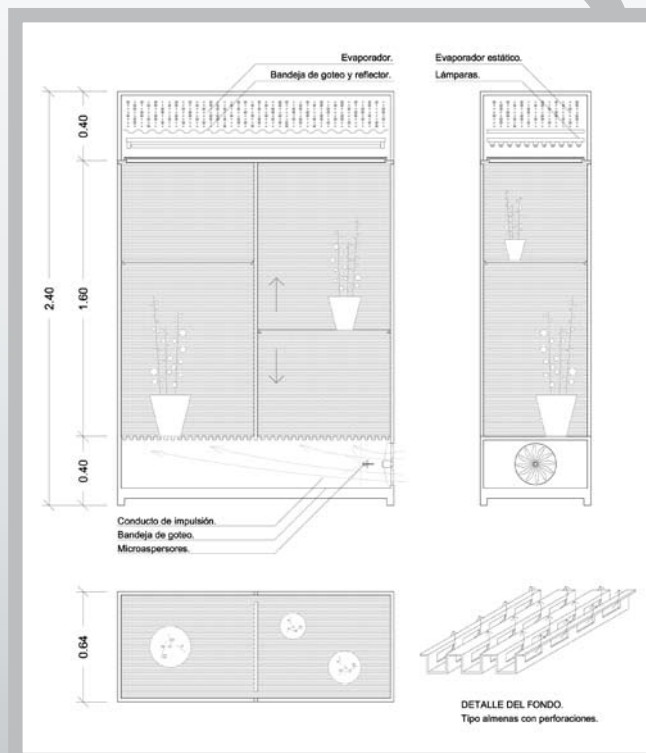 Evaporador.
Bandeja de goteo y reflector.
Evaporador estático.
Lámparas.
0.40
2.40
1.60
0.40
Conducto de impulsión.
Bandeja de goteo.
Microaspersores.
0.64
DETALLE DEL FONDO.
Tipo almenas con perforaciones.